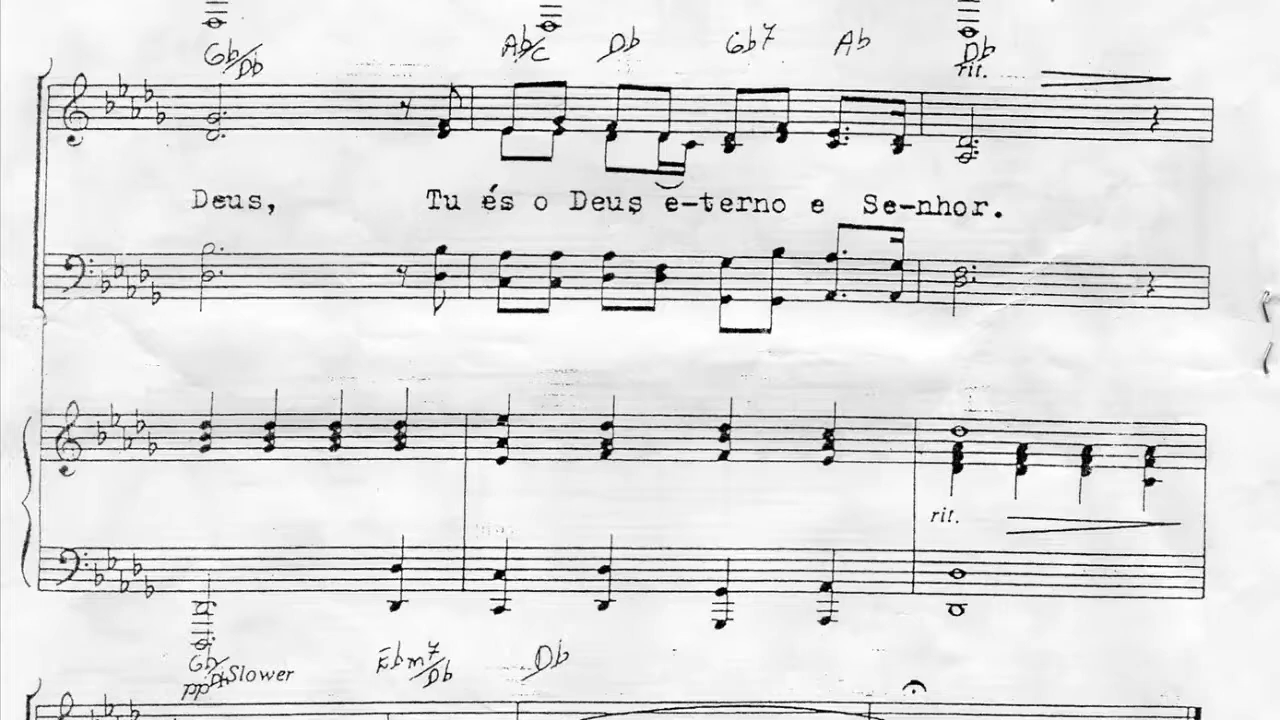 Gb/Db Ab/C Db Gb7 Ab Db
rit.
Deus, Tu és o Deus e-terno e Se-nhor.
rit.
Gb/Db Ebm7/Db Db
pp Slower